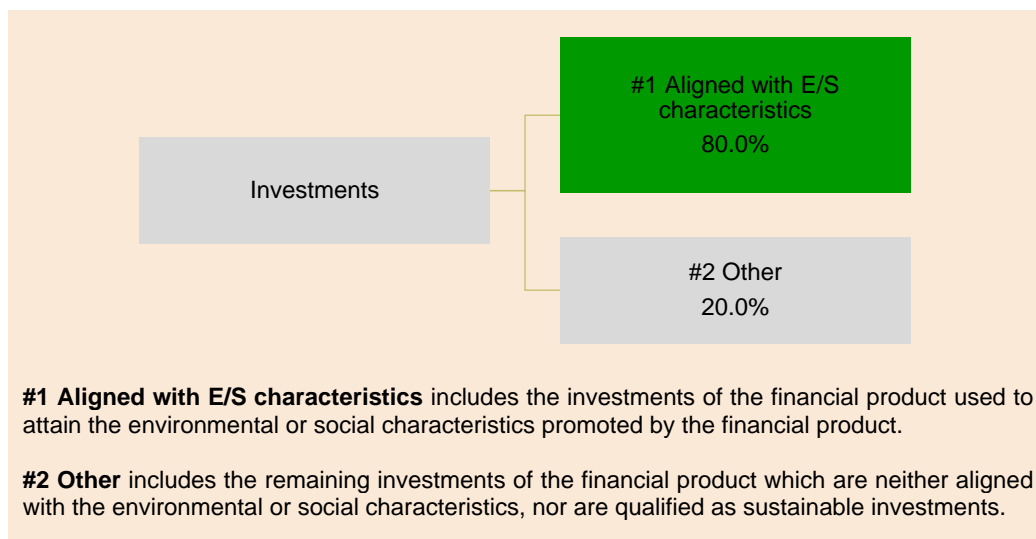 #1 Aligned with E/S
characteristics
80.0%
Investments
#2 Other
20.0%
#1 Aligned with E/S characteristics includes the investments of the financial product used to
attain the environmental or social characteristics promoted by the financial product.
#2 Other includes the remaining investments of the financial product which are neither aligned
with the environmental or social characteristics, nor are qualified as sustainable investments.